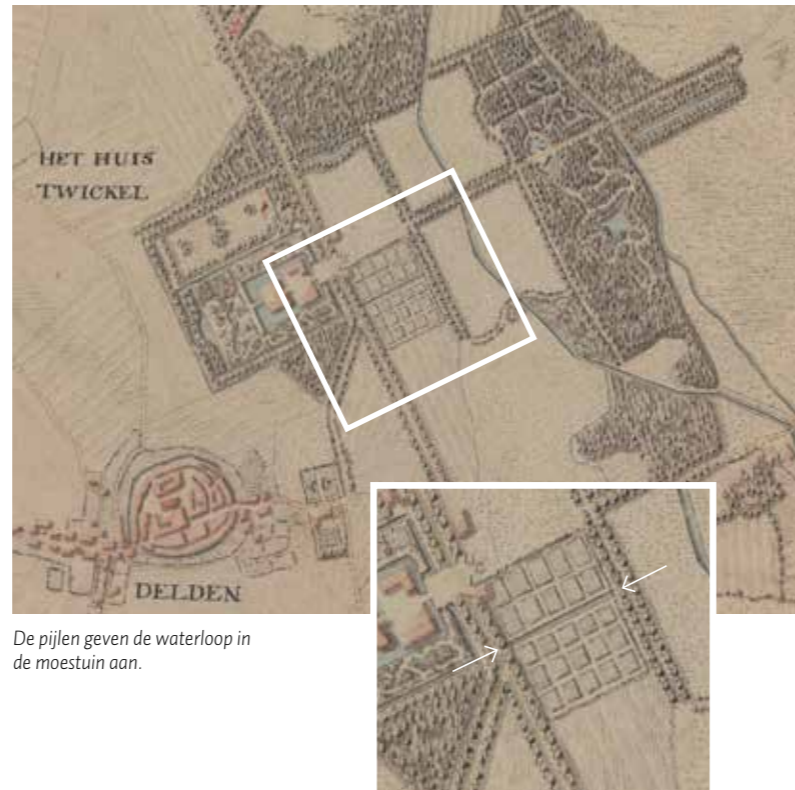 HET HUIS
TWICKEL
DELDEN
De pijlen geven de waterloop in
de moestuin aan.